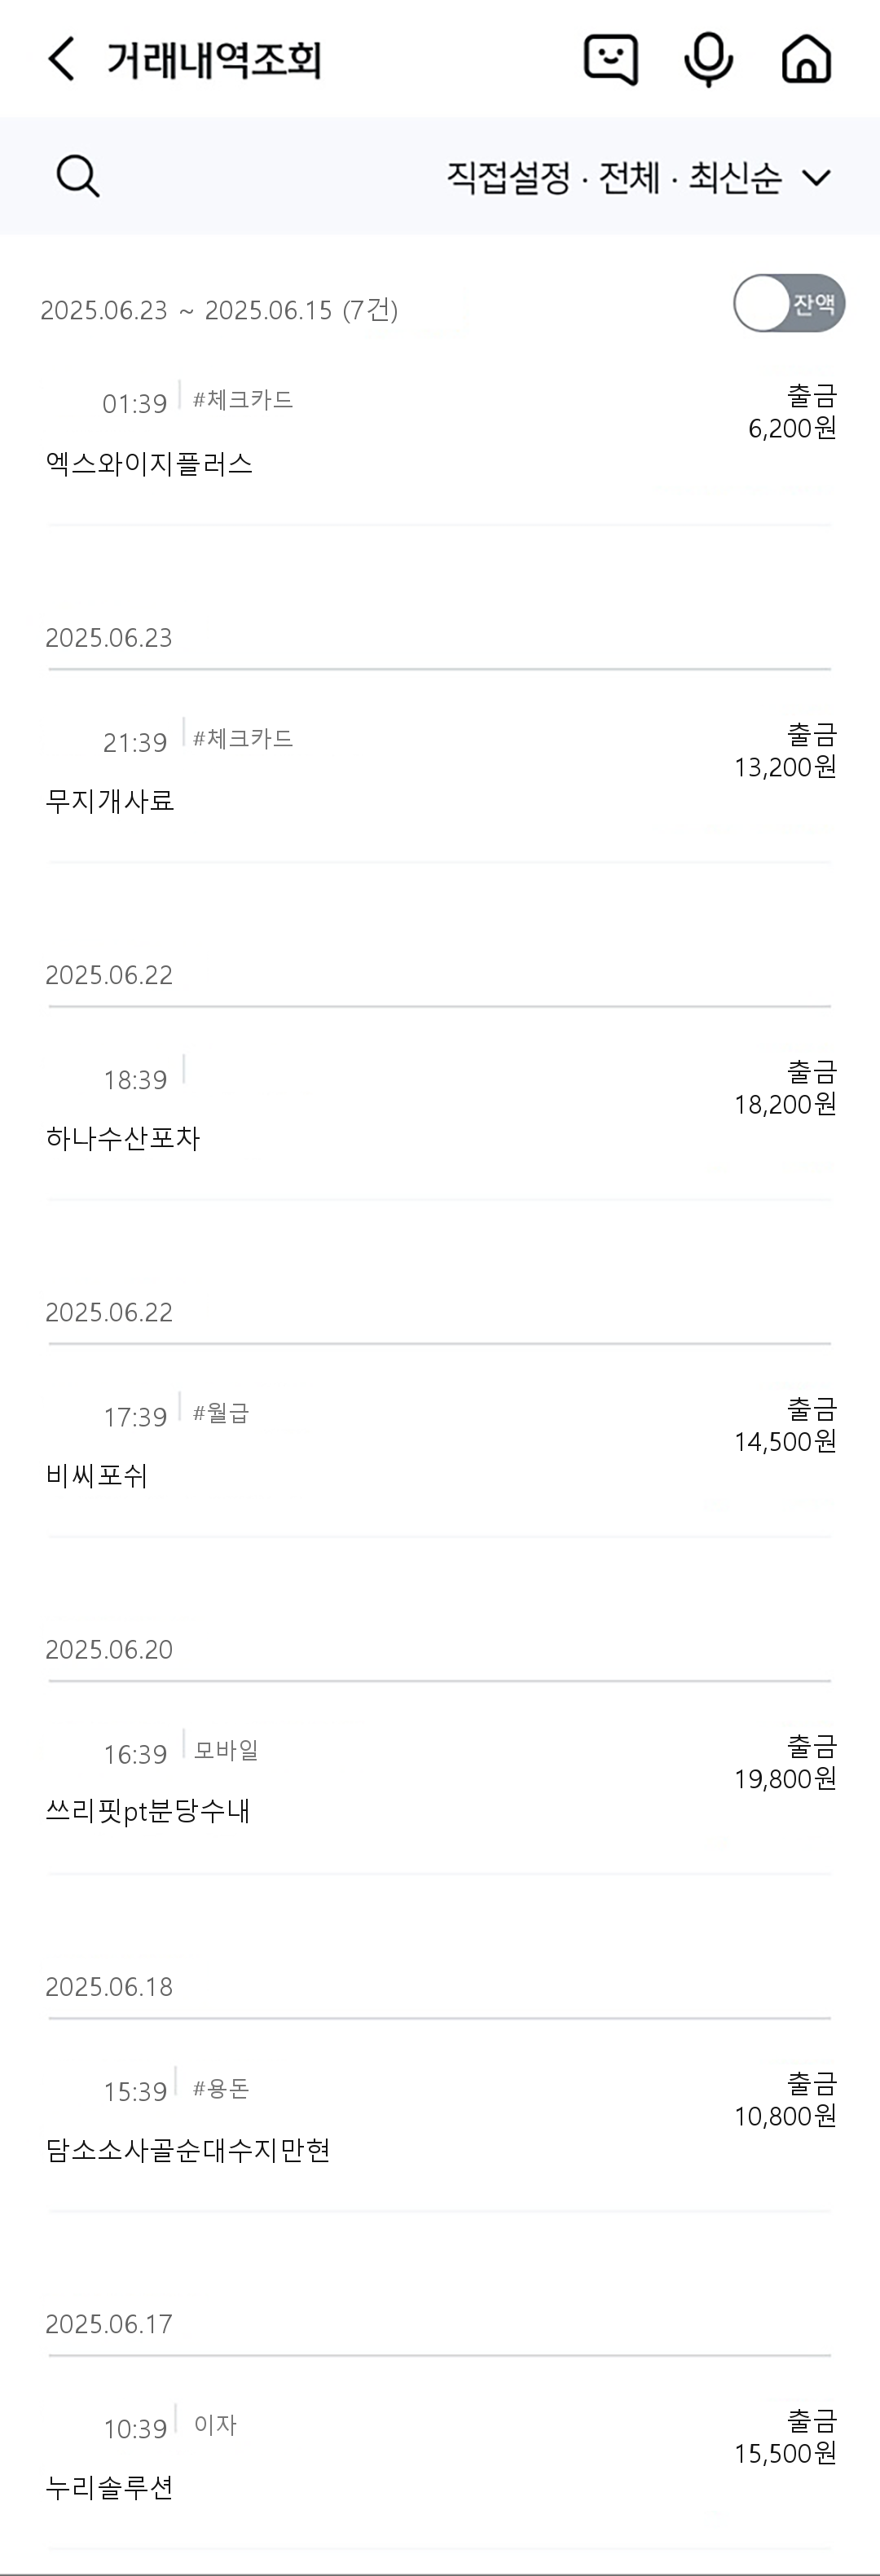 거래내역조회
직접설정 · 전체 · 최신순
2025.06.23 ~ 2025.06.15 (7건)
잔액
01:39 #체크카드
출금
6,200원
엑스와이지플러스
2025.06.23
21:39 #체크카드
출금
13,200원
무지개사료
2025.06.22
18:39
출금
18,200원
하나수산포차
2025.06.22
17:39 #월급
출금
14,500원
비씨포쉬
2025.06.20
16:39 모바일
출금
19,800원
쓰리핏pt분당수내
2025.06.18
15:39 #용돈
출금
10,800원
담소소사골순대수지만현
2025.06.17
10:39 이자
출금
15,500원
누리솔루션